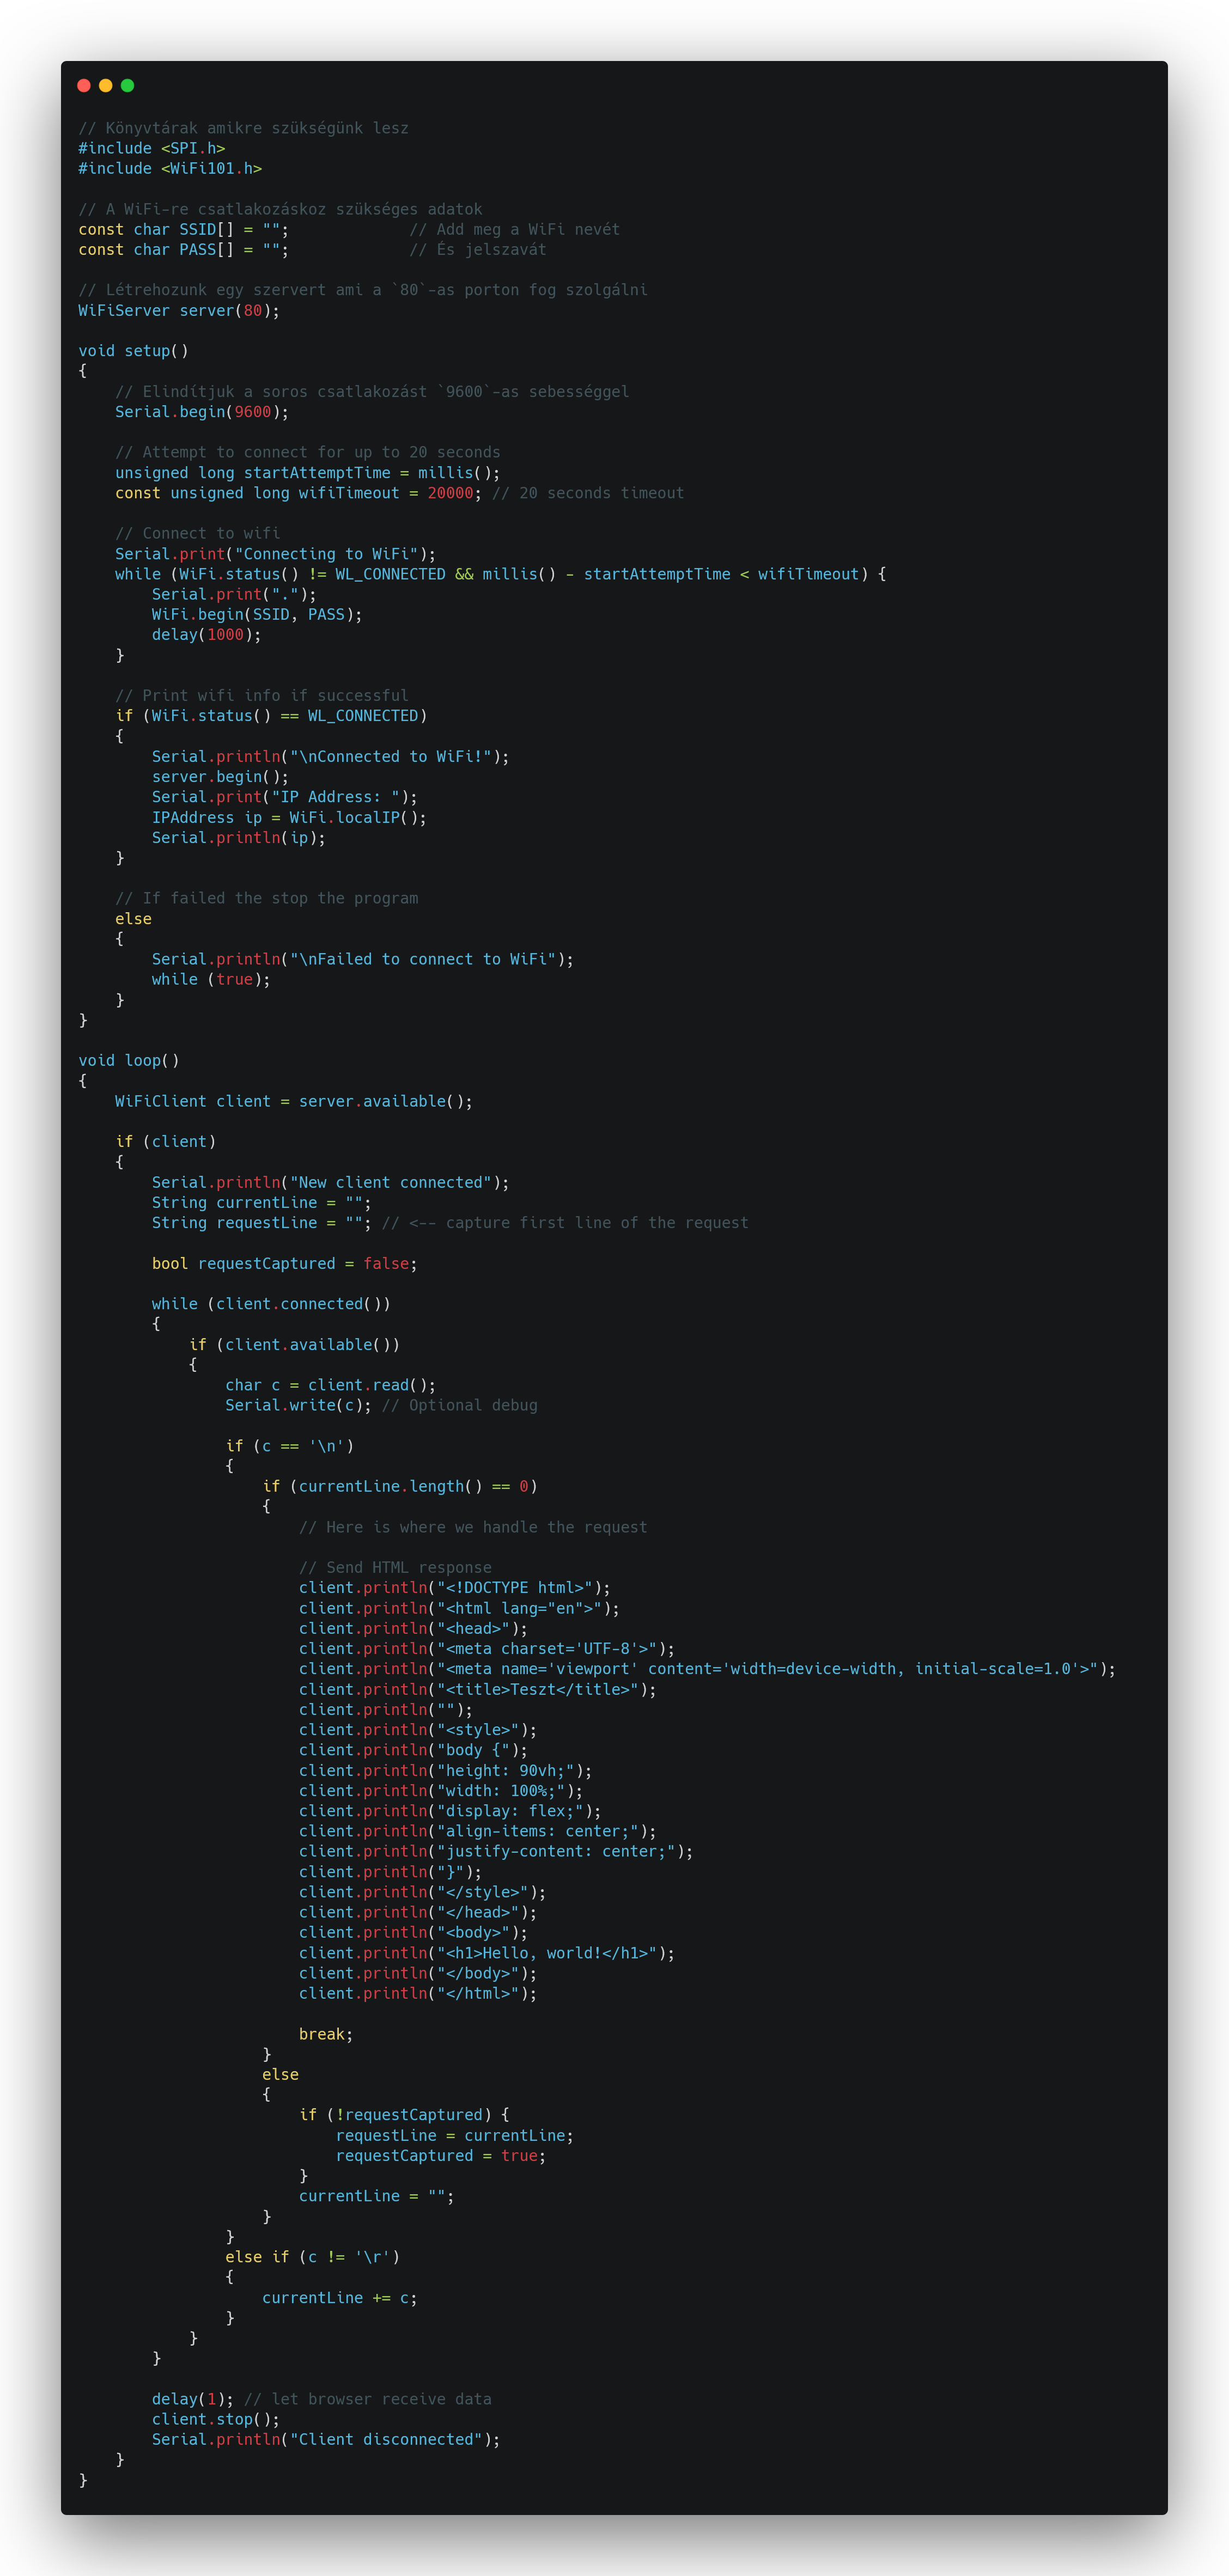 // Könyvtárak amikre szükségünk lesz
#include <SPI.h>
#include <WiFi101.h>

// A WiFi-re csatlakozáskoz szükséges adatok
const char SSID[] = "";             // Add meg a WiFi nevét
const char PASS[] = "";             // És jelszavát

// Létrehozunk egy szervert ami a `80`-as porton fog szolgálni
WiFiServer server(80);

void setup()
{
    // Elindítjuk a soros csatlakozást `9600`-as sebességgel
    Serial.begin(9600);

    // Attempt to connect for up to 20 seconds
    unsigned long startAttemptTime = millis();
    const unsigned long wifiTimeout = 20000; // 20 seconds timeout

    // Connect to wifi
    Serial.print("Connecting to WiFi");
    while (WiFi.status() != WL_CONNECTED && millis() - startAttemptTime < wifiTimeout) {
        Serial.print(".");
        WiFi.begin(SSID, PASS);
        delay(1000);
    }

    // Print wifi info if successful
    if (WiFi.status() == WL_CONNECTED)
    {
        Serial.println("\nConnected to WiFi!");
        server.begin();
        Serial.print("IP Address: ");
        IPAddress ip = WiFi.localIP();
        Serial.println(ip);
    }

    // If failed the stop the program
    else
    {
        Serial.println("\nFailed to connect to WiFi");
        while (true);
    }
}

void loop()
{
    WiFiClient client = server.available();

    if (client)
    {
        Serial.println("New client connected");
        String currentLine = "";
        String requestLine = ""; // <-- capture first line of the request

        bool requestCaptured = false;

        while (client.connected())
        {
            if (client.available())
            {
                char c = client.read();
                Serial.write(c); // Optional debug

                if (c == '\n')
                {
                    if (currentLine.length() == 0)
                    {
                        // Here is where we handle the request

                        // Send HTML response
                        client.println("<!DOCTYPE html>");
                        client.println("<html lang="en">");
                        client.println("<head>");
                        client.println("<meta charset='UTF-8'>");
                        client.println("<meta name='viewport' content='width=device-width, initial-scale=1.0'>");
                        client.println("<title>Teszt</title>");
                        client.println("");
                        client.println("<style>");
                        client.println("body {");
                        client.println("height: 90vh;");
                        client.println("width: 100%;");
                        client.println("display: flex;");
                        client.println("align-items: center;");
                        client.println("justify-content: center;");
                        client.println("}");
                        client.println("</style>");
                        client.println("</head>");
                        client.println("<body>");
                        client.println("<h1>Hello, world!</h1>");
                        client.println("</body>");
                        client.println("</html>");

                        break;
                    }
                    else
                    {
                        if (!requestCaptured) {
                            requestLine = currentLine;
                            requestCaptured = true;
                        }
                        currentLine = "";
                    }
                }
                else if (c != '\r')
                {
                    currentLine += c;
                }
            }
        }

        delay(1); // let browser receive data
        client.stop();
        Serial.println("Client disconnected");
    }
}